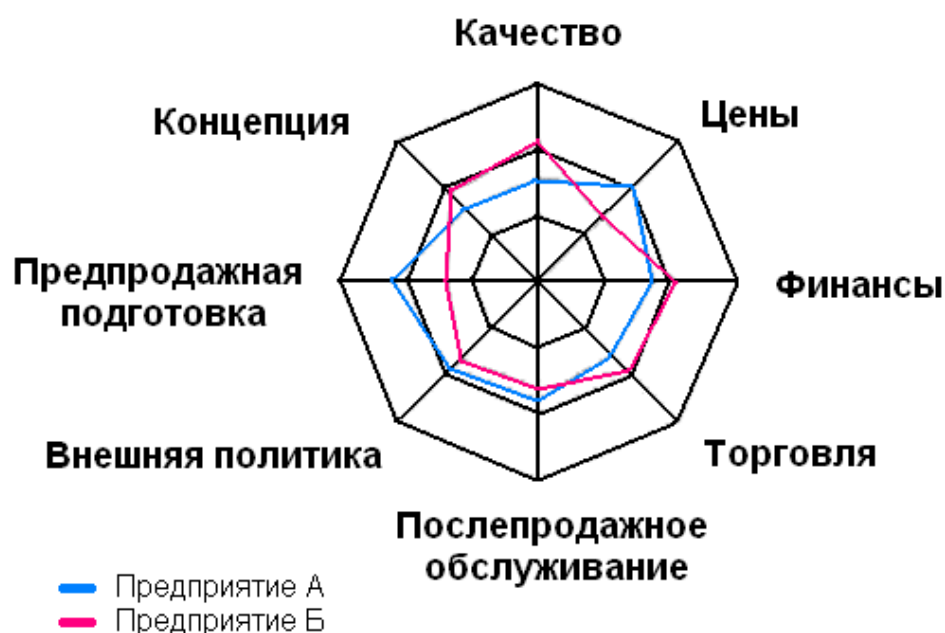 Качество
Цены
Концепция
Предпродажная
подготовка
Финансы
Внешняя политика
Торговля
Послепродажное
обслуживание
Предприятие А
Предприятие Б